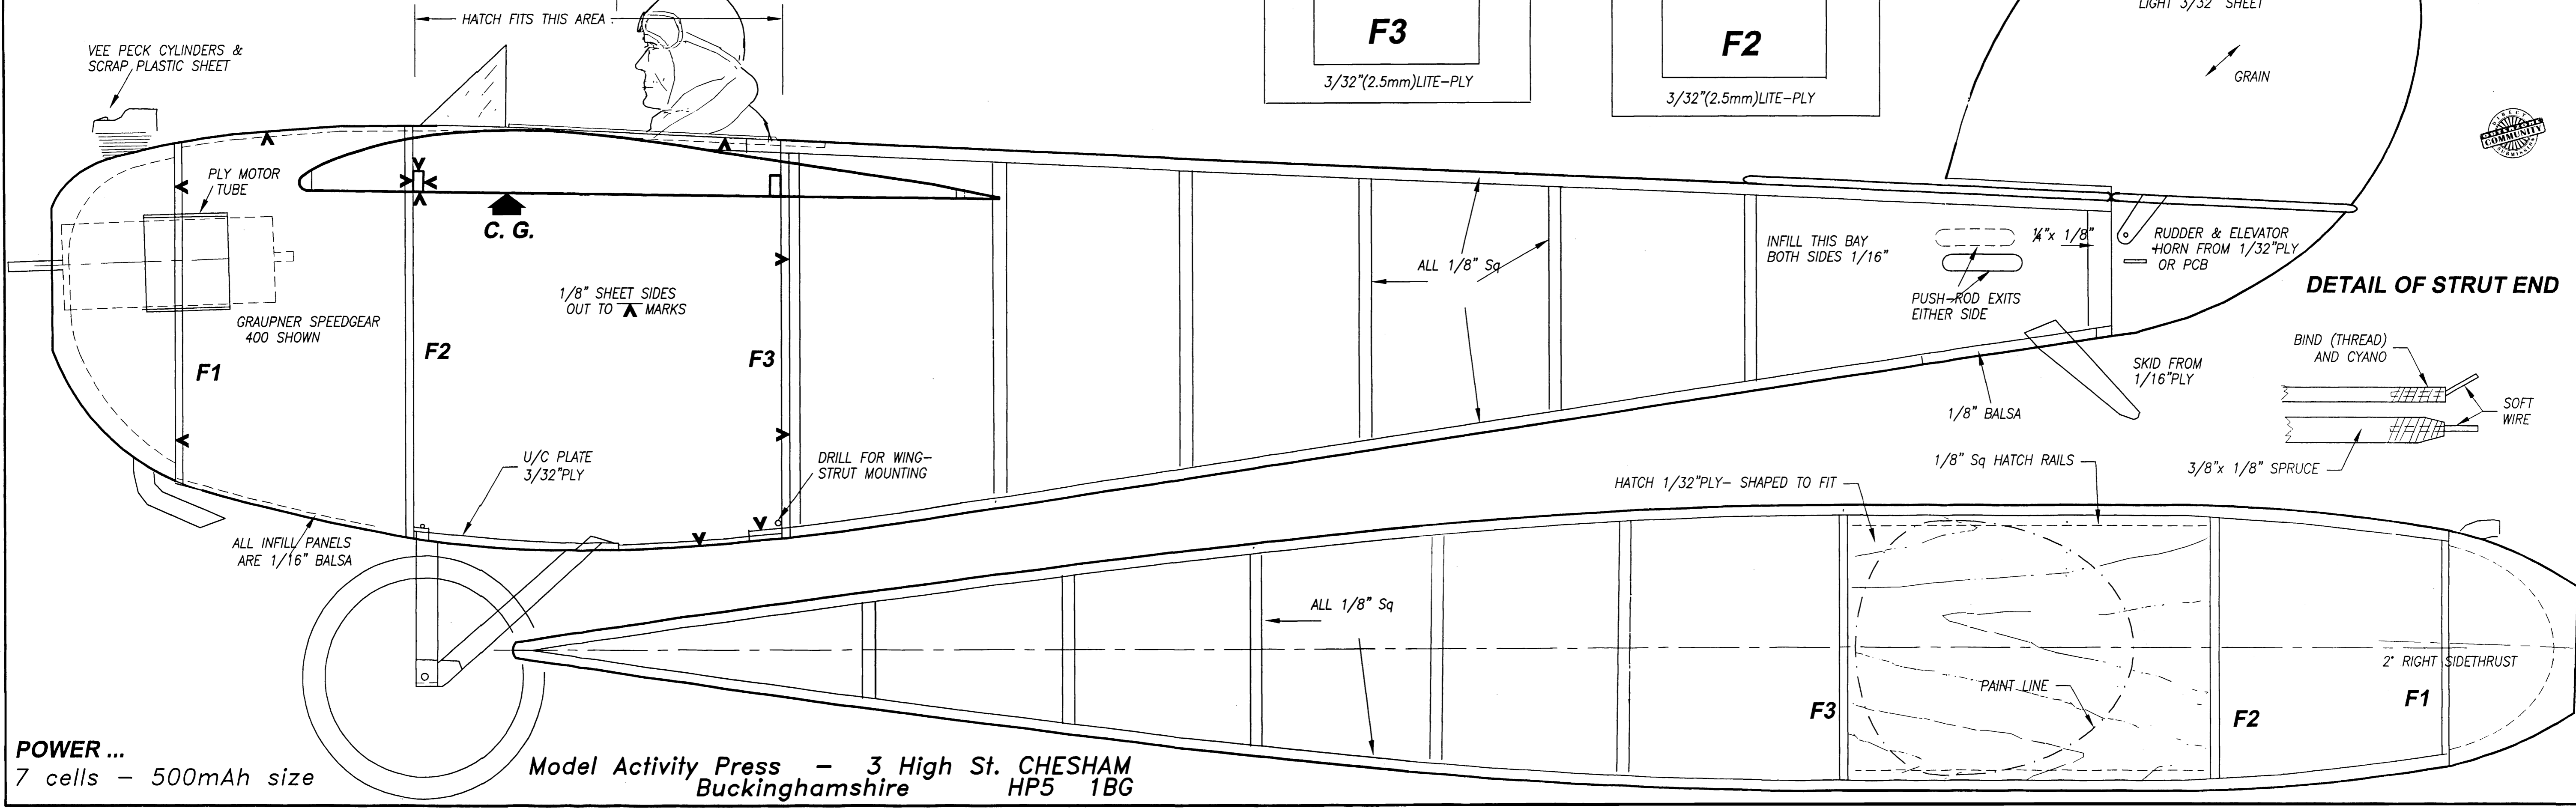 HATCH FITS THIS AREA
VEE PECK CYLINDERS &
SCRAP PLASTIC SHEET
F3
3/32"(2.5mm)LITE-PLY
F2
3/32"(2.5mm)LITE-PLY
LIGHT 3/32" SHEET
GRAIN
OUTERZONE
COMMUNITY
SUBMISSION
PLY MOTOR
TUBE
C. G.
GRAUPNER SPEEDGEAR
400 SHOWN
1/8" SHEET SIDES
OUT TO MARKS
F1
F2
F3
ALL 1/8" Sq
INFILL THIS BAY
BOTH SIDES 1/16"
1/4"x 1/8"
PUSH-ROD EXITS
EITHER SIDE
RUDDER & ELEVATOR
HORN FROM 1/32"PLY
OR PCB
DETAIL OF STRUT END
BIND (THREAD)
AND CYANO
SOFT
WIRE
3/8"x 1/8" SPRUCE
SKID FROM
1/16"PLY
1/8" BALSA
U/C PLATE
3/32"PLY
DRILL FOR WING-
STRUT MOUNTING
ALL INFILL PANELS
ARE 1/16" BALSA
1/8" Sq HATCH RAILS
HATCH 1/32"PLY- SHAPED TO FIT
ALL 1/8" Sq
PAINT LINE
F3
F2
F1
2° RIGHT SIDETHRUST
POWER ...
7 cells - 500mAh size
Model Activity Press - 3 High St. CHESHAM
Buckinghamshire HP5 1BG